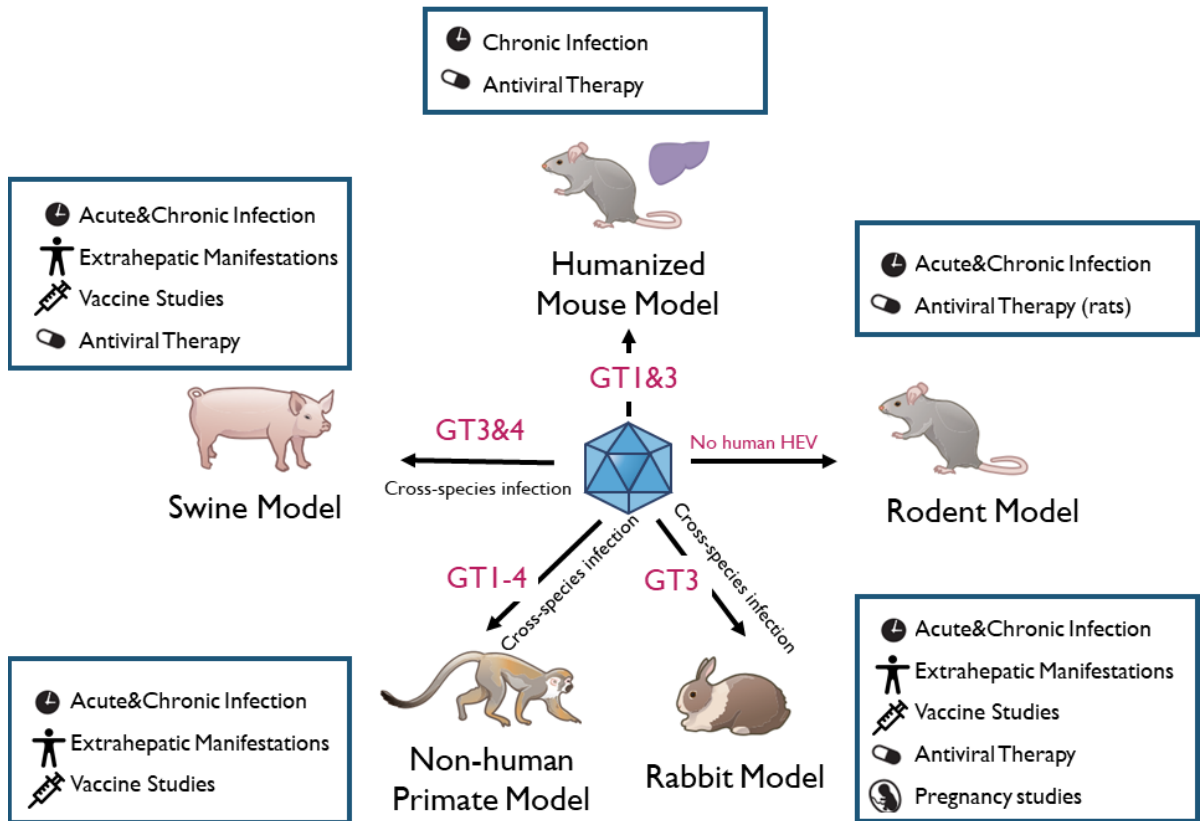 Chronic Infection
Antiviral Therapy
Acute&Chronic Infection
Extrahepatic Manifestations
Vaccine Studies
Antiviral Therapy
Humanized
Mouse Model
Acute&Chronic Infection
Antiviral Therapy (rats)
GT1&3
GT3&4
Cross-species infection
Swine Model
No human HEV
Rodent Model
GT1-4
Cross-species infection
GT3
Cross-species infection
Acute&Chronic Infection
Extrahepatic Manifestations
Vaccine Studies
Non-human
Primate Model
Rabbit Model
Acute&Chronic Infection
Extrahepatic Manifestations
Vaccine Studies
Antiviral Therapy
Pregnancy studies